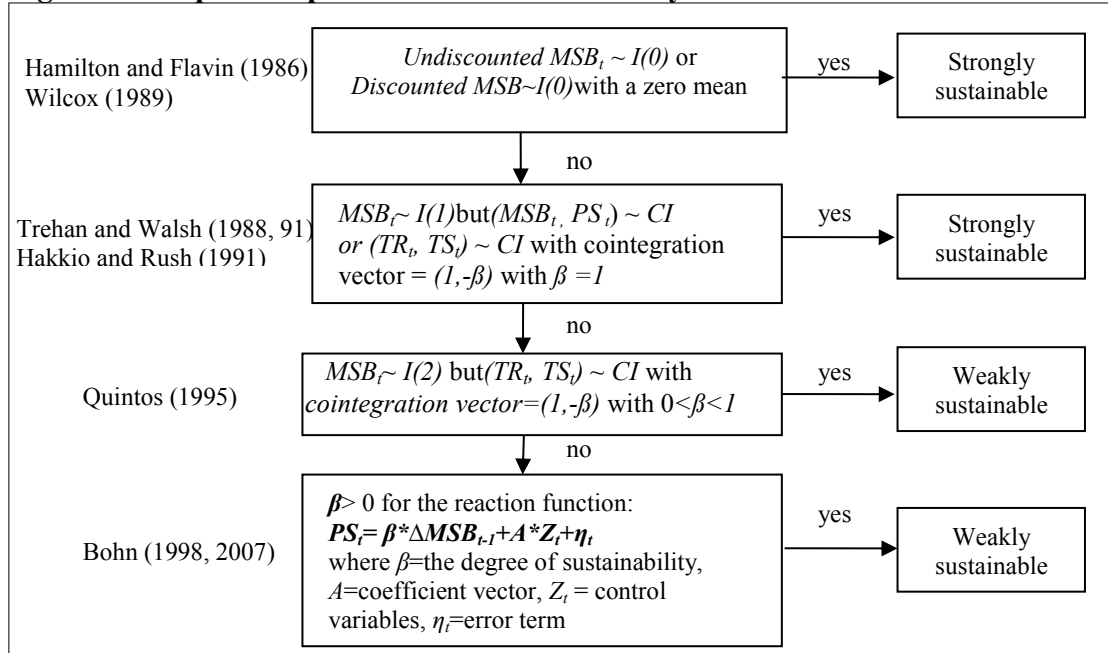 Hamilton and Flavin (1986)
Wilcox (1989)
Undiscounted MSBₜ ~ I(0) or
Discounted MSB~I(0)with a zero mean
yes
Strongly
sustainable
no
Trehan and Walsh (1988, 91)
Hakkio and Rush (1991)
MSBₜ~ I(1)but(MSBₜ, PSₜ) ~ CI
or (TRₜ, TSₜ) ~ CI with cointegration
vector = (1,-ß) with ß =1
yes
Strongly
sustainable
no
Quintos (1995)
MSBₜ~ I(2) but(TRₜ, TSₜ) ~ CI with
cointegration vector=(1,-ß) with 0<ß<1
yes
Weakly
sustainable
no
Bohn (1998, 2007)
β> 0 for the reaction function:
PSₜ= β*ΔMSBₜ₋₁+A*Zₜ+ηₜ
where β=the degree of sustainability,
A=coefficient vector, Zₜ = control
variables, ηₜ=error term
yes
Weakly
sustainable